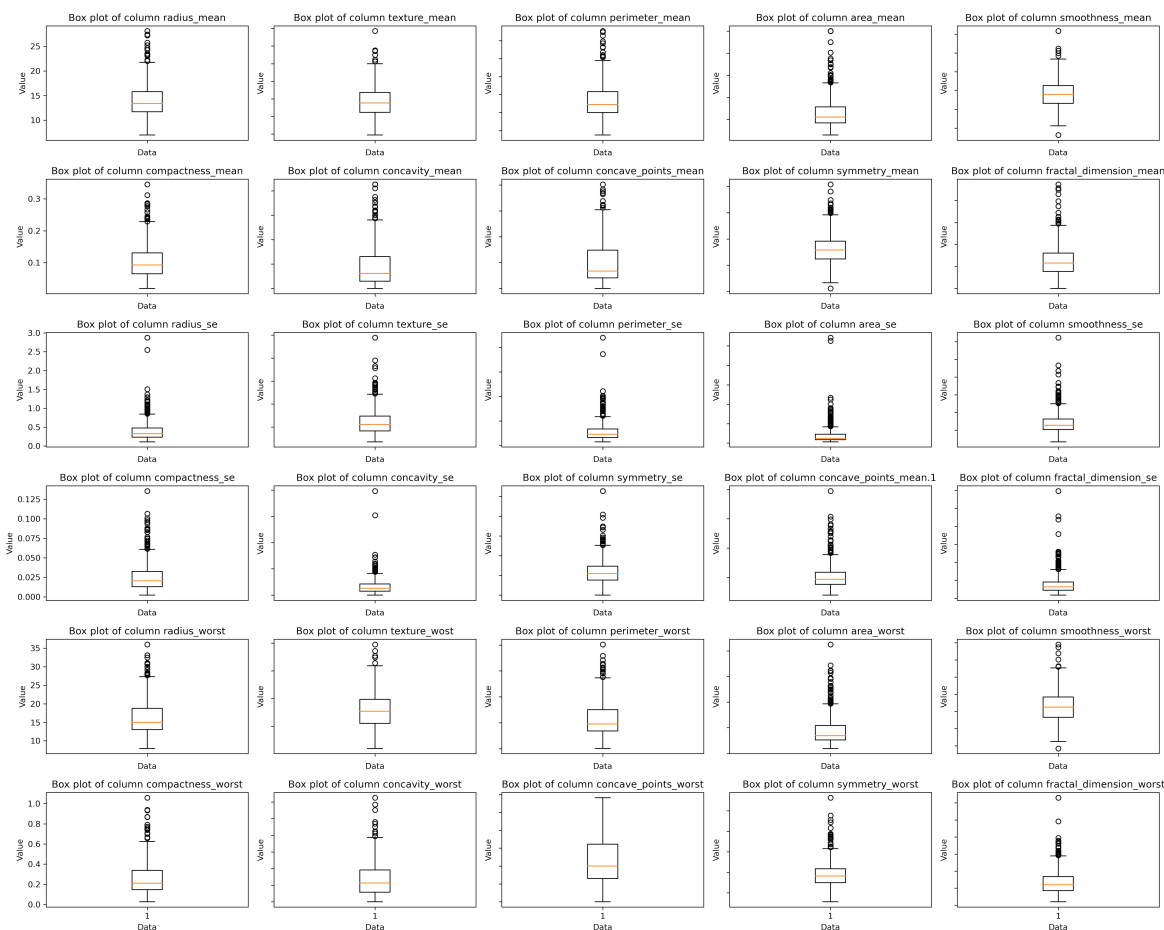 Box plot of column radius_mean
Box plot of column texture_mean
Box plot of column perimeter_mean
Box plot of column area_mean
Box plot of column smoothness_mean
25
20
15
10
Value
Value
Value
Value
Value
Data
Data
Data
Data
Data
Box plot of column compactness_mean
Box plot of column concavity_mean
Box plot of column concave_points_mean
Box plot of column symmetry_mean
Box plot of column fractal_dimension_mean
0.3
0.2
0.1
Value
Value
Value
Value
Value
Data
Data
Data
Data
Data
Box plot of column radius_se
Box plot of column texture_se
Box plot of column perimeter_se
Box plot of column area_se
Box plot of column smoothness_se
3.0
2.5
2.0
1.5
1.0
0.5
0.0
Value
Value
Value
Value
Value
Data
Data
Data
Data
Data
Box plot of column compactness_se
Box plot of column concavity_se
Box plot of column symmetry_se
Box plot of column concave_points_mean.1
Box plot of column fractal_dimension_se
0.125
0.100
0.075
0.050
0.025
0.000
Value
Value
Value
Value
Value
Data
Data
Data
Data
Data
Box plot of column radius_worst
Box plot of column texture_wost
Box plot of column perimeter_worst
Box plot of column area_worst
Box plot of column smoothness_worst
35
30
25
20
15
10
Value
Value
Value
Value
Value
Data
Data
Data
Data
Data
Box plot of column compactness_worst
Box plot of column concavity_worst
Box plot of column concave_points_worst
Box plot of column symmetry_worst
Box plot of column fractal_dimension_worst
1.0
0.8
0.6
0.4
0.2
0.0
Value
Value
Value
Value
Value
1
1
1
1
1
Data
Data
Data
Data
Data